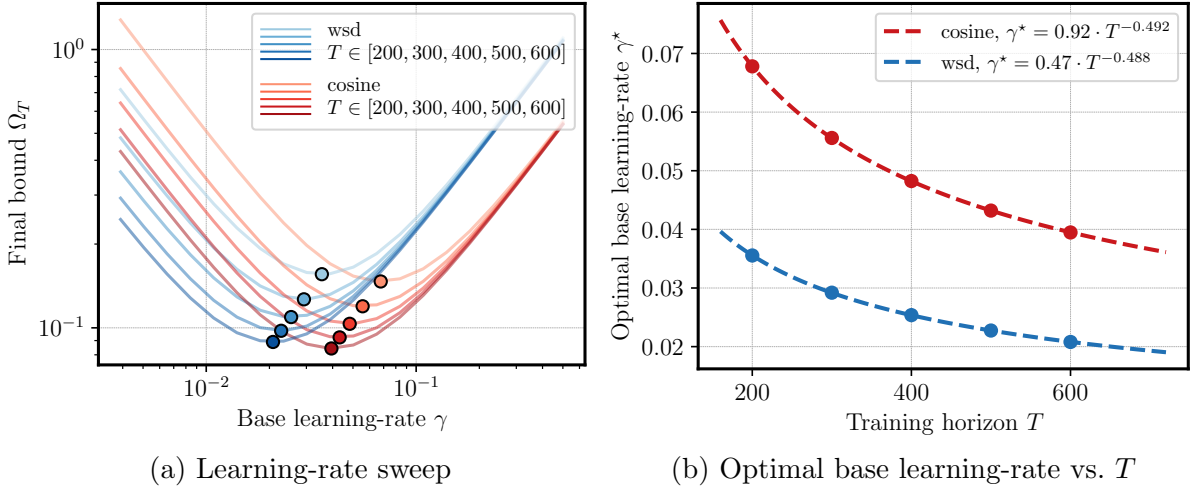 wsd
T ∈ [200, 300, 400, 500, 600]
cosine
T ∈ [200, 300, 400, 500, 600]
10⁰
10⁻¹
Final bound Ω_T
10⁻²
10⁻¹
Base learning-rate γ
(a) Learning-rate sweep
cosine, γ⋆ = 0.92 · T⁻⁰·⁴⁹²
wsd, γ⋆ = 0.47 · T⁻⁰·⁴⁸⁸
0.07
0.06
0.05
0.04
0.03
0.02
Optimal base learning-rate γ⋆
200
400
600
Training horizon T
(b) Optimal base learning-rate vs. T